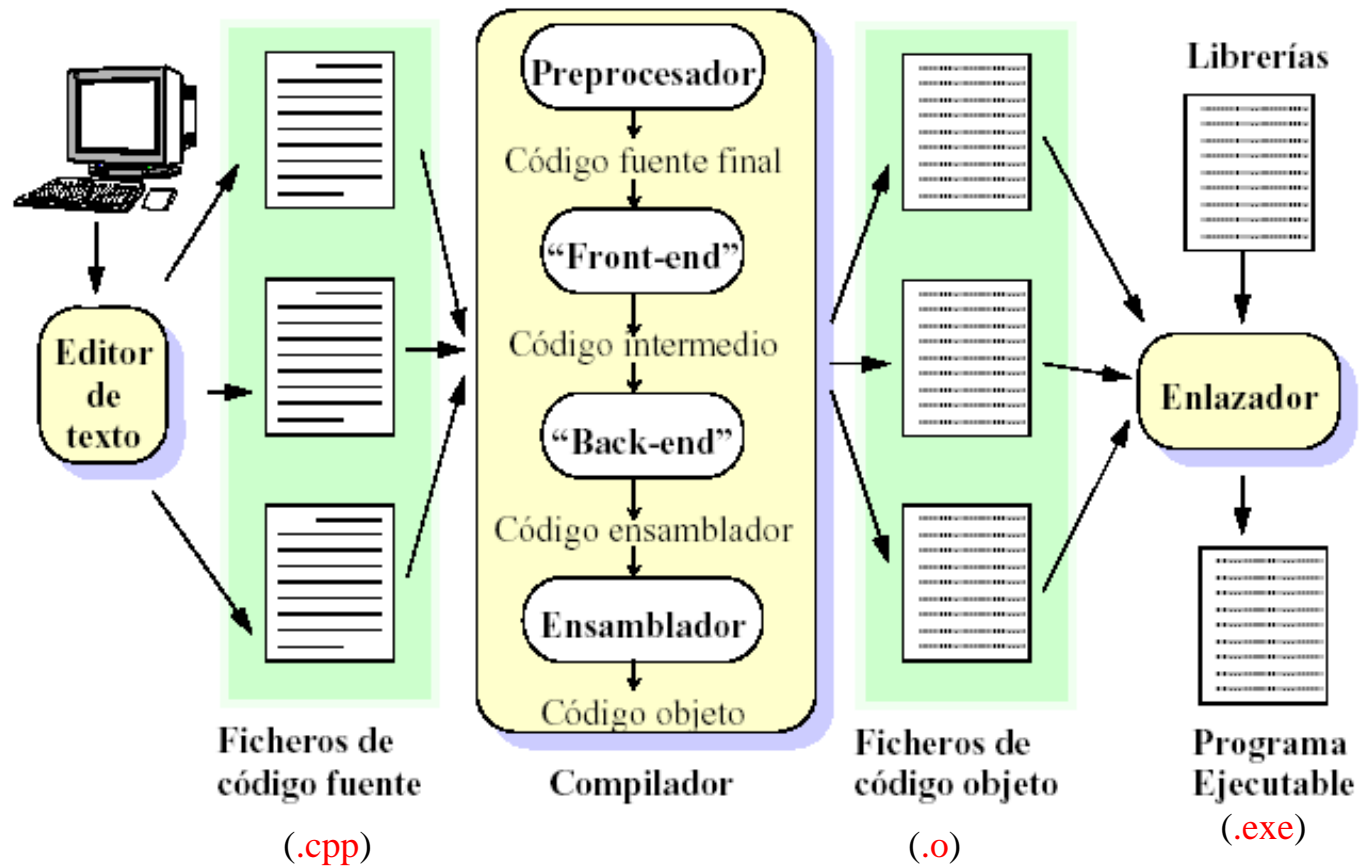 Editor
de
texto
Ficheros de
código fuente
(.cpp)
Preprocesador
Código fuente final
“Front-end”
Código intermedio
“Back-end”
Código ensamblador
Ensamblador
Código objeto
Compilador
Ficheros de
código objeto
(.o)
Librerías
Enlazador
Programa
Ejecutable
(.exe)